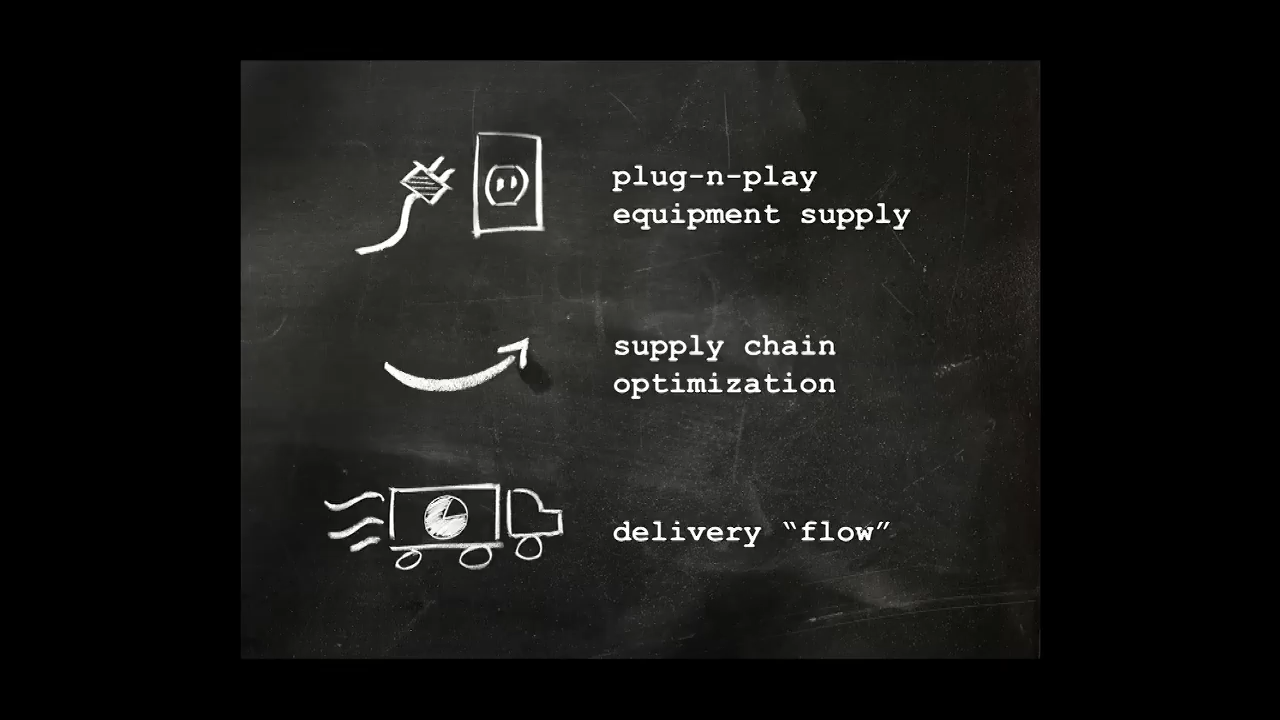 plug-n-play
equipment supply
supply chain
optimization
delivery “flow”